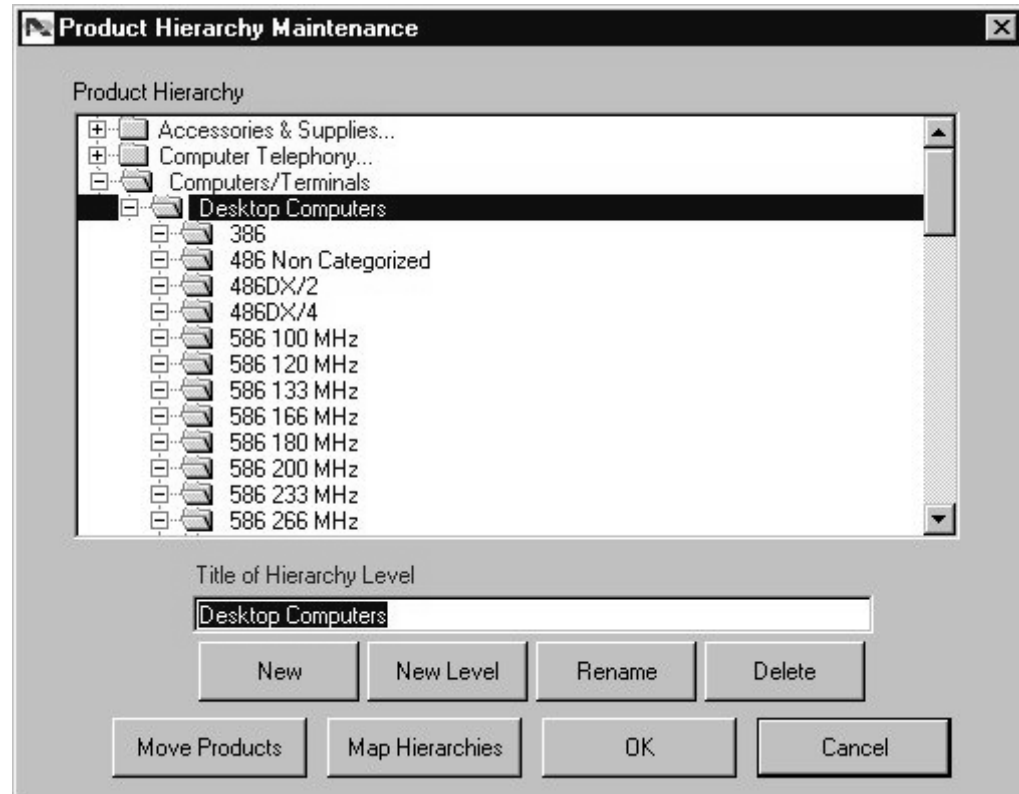 Product Hierarchy Maintenance
Product Hierarchy
Accessories & Supplies...
Computer Telephony...
Computers/Terminals
Desktop Computers
386
486 Non Categorized
486DX/2
486DX/4
586 100 MHz
586 120 MHz
586 133 MHz
586 166 MHz
586 180 MHz
586 200 MHz
586 233 MHz
586 266 MHz
Title of Hierarchy Level
Desktop Computers
New New Level Rename Delete
Move Products Map Hierarchies OK Cancel